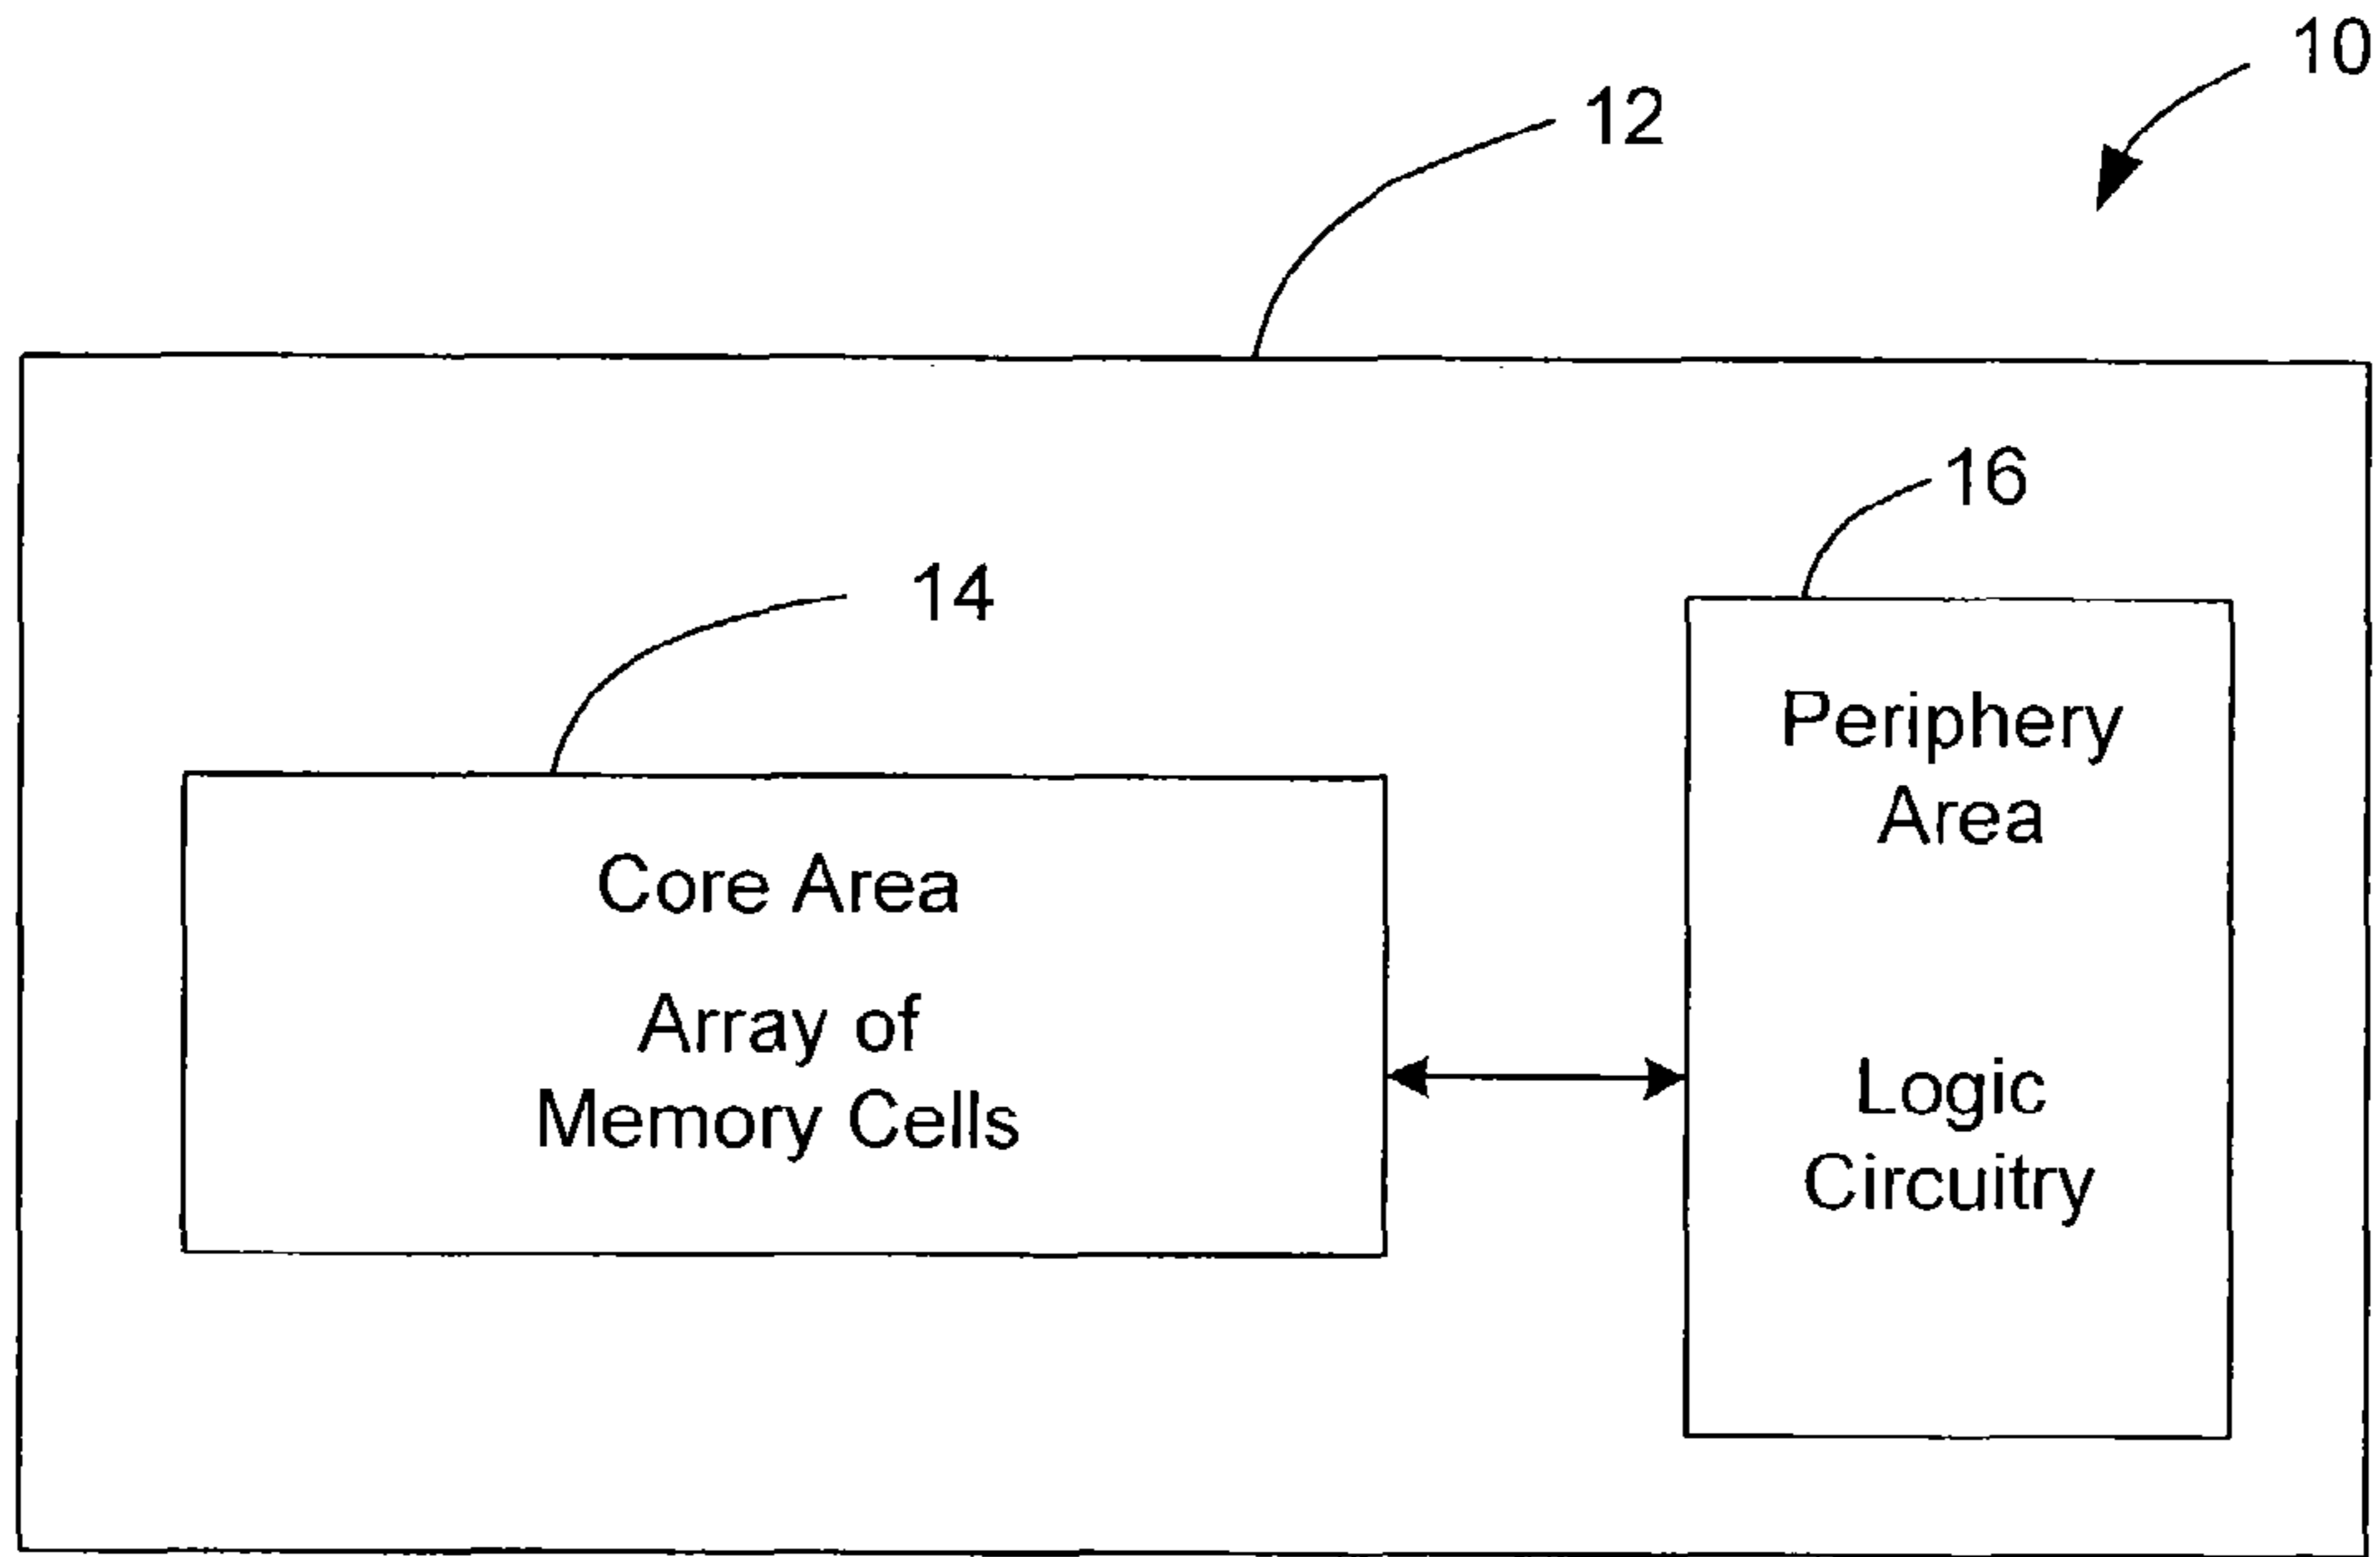 10
12
16
14
Periphery
Area
Core Area
Array of
Memory Cells
Logic
Circuitry